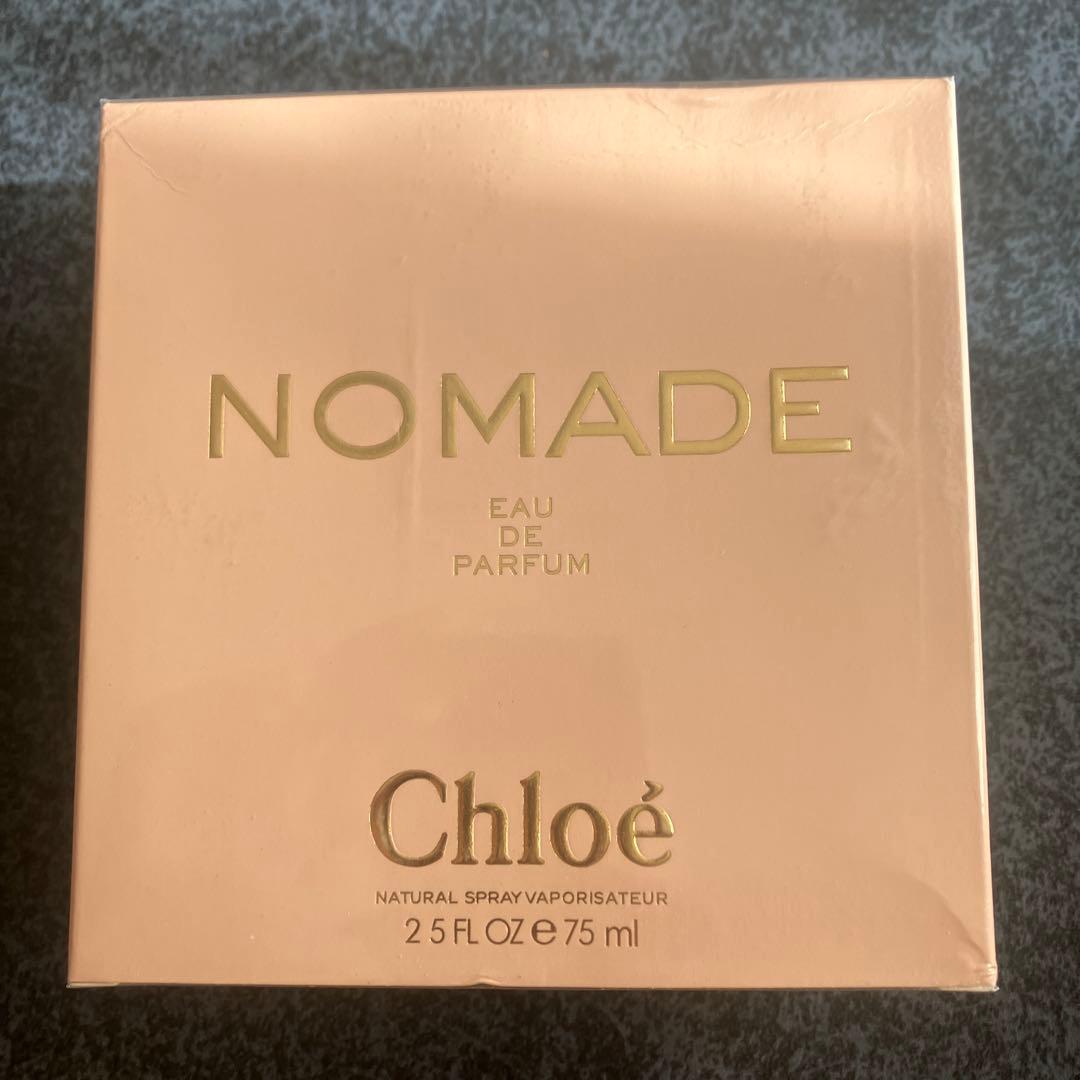 NOMADE
EAU
DE
PARFUM
Chloé
NATURAL SPRAY VAPORISATEUR
2 5 FL OZ e 75 ml